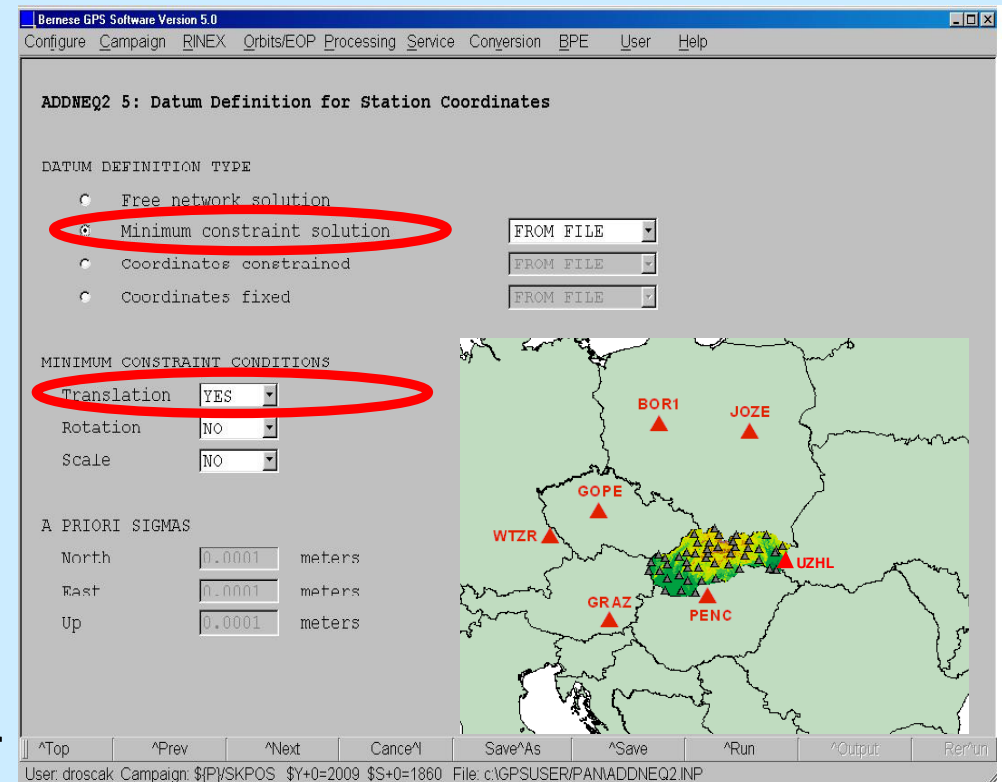 Bernese GPS Software Version 5.0
Configure Campaign RINEX Orbits/EOP Processing Service Conversion BPE User Help
ADDNEQ2 5: Datum Definition for Station Coordinates
DATUM DEFINITION TYPE
Free network solution
Minimum constraint solution FROM FILE
Coordinates constrained FROM FILE
Coordinates fixed FROM FILE
MINIMUM CONSTRAINT CONDITIONS
Translation YES
Rotation NO
Scale NO
A PRIORI SIGMAS
North 0.0001 meters
East 0.0001 meters
Up 0.0001 meters
BOR1
JOZE
GOPE
WTZR
UZHL
GRAZ
PENC
^Top ^Prev ^Next Cance^l Save^As ^Save ^Run ^Output Rer^un
User: droscak Campaign: ${P}/SKPOS $Y+0=2009 $S+0=1860 File: c:\GPSUSER/PAN\ADDNEQ2.INP